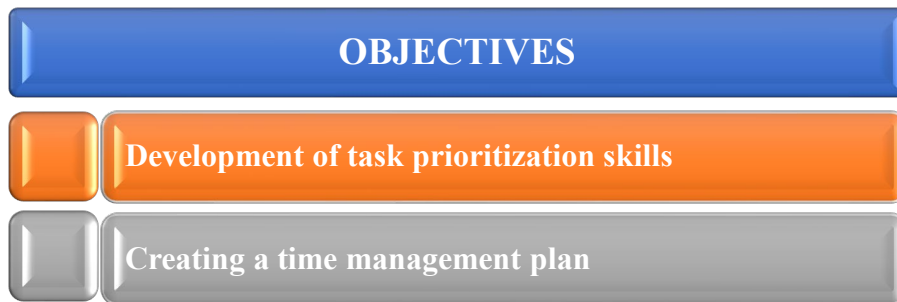 OBJECTIVES
Development of task prioritization skills
Creating a time management plan